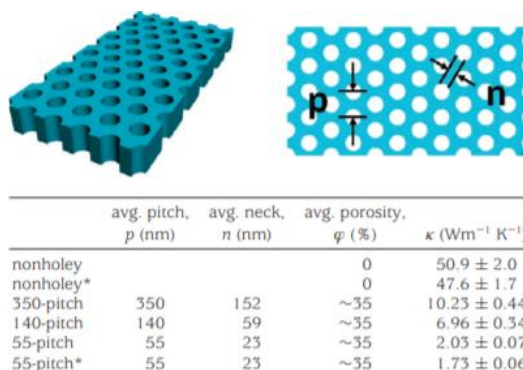 p
n
avg. pitch, avg. neck, avg. porosity,
p (nm) n (nm) φ (%) κ (Wm⁻¹ K⁻¹)
nonholey 0 50.9 ± 2.0
nonholey* 0 47.6 ± 1.7
350-pitch 350 152 ~35 10.23 ± 0.44
140-pitch 140 59 ~35 6.96 ± 0.34
55-pitch 55 23 ~35 2.03 ± 0.07
55-pitch* 55 23 ~35 1.73 ± 0.06